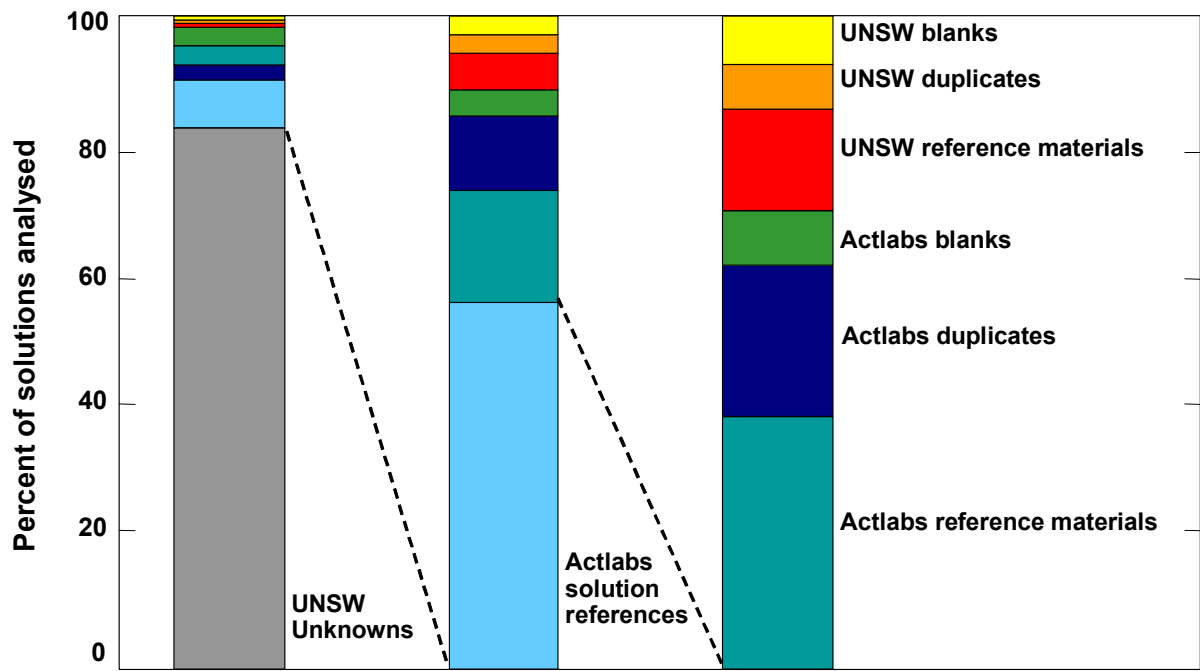 100
80
60
40
20
0
Percent of solutions analysed
UNSW
Unknowns
Actlabs
solution
references
UNSW blanks
UNSW duplicates
UNSW reference materials
Actlabs blanks
Actlabs duplicates
Actlabs reference materials